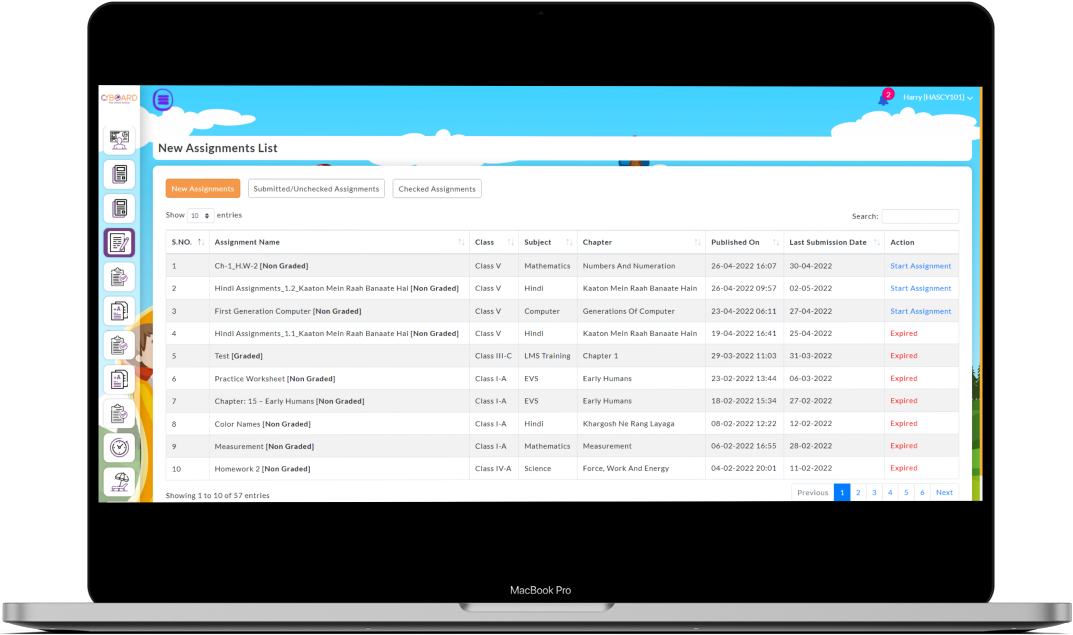 CYBOARD
2
Harry [HASCY101]
New Assignments List
New Assignments Submitted/Unchecked Assignments Checked Assignments
Show 10 entries
Search:
S.NO. Assignment Name Class Subject Chapter Published On Last Submission Date Action
1 Ch-1_H.W-2 [Non Graded] Class V Mathematics Numbers And Numeration 26-04-2022 16:07 30-04-2022 Start Assignment
2 Hindi Assignments_1.2_Kaaton Mein Raah Banaate Hai [Non Graded] Class V Hindi Kaaton Mein Raah Banaate Hain 26-04-2022 09:57 02-05-2022 Start Assignment
3 First Generation Computer [Non Graded] Class V Computer Generations Of Computer 23-04-2022 06:11 27-04-2022 Start Assignment
4 Hindi Assignments_1.1_Kaaton Mein Raah Banaate Hai [Non Graded] Class V Hindi Kaaton Mein Raah Banaate Hain 19-04-2022 16:41 25-04-2022 Expired
5 Test [Graded] Class III-C LMS Training Chapter 1 29-03-2022 11:03 31-03-2022 Expired
6 Practice Worksheet [Non Graded] Class I-A EVS Early Humans 23-02-2022 13:44 06-03-2022 Expired
7 Chapter: 15 – Early Humans [Non Graded] Class I-A EVS Early Humans 18-02-2022 15:34 27-02-2022 Expired
8 Color Names [Non Graded] Class I-A Hindi Khargosh Ne Rang Layaga 08-02-2022 12:22 12-02-2022 Expired
9 Measurement [Non Graded] Class I-A Mathematics Measurement 06-02-2022 16:55 28-02-2022 Expired
10 Homework 2 [Non Graded] Class IV-A Science Force, Work And Energy 04-02-2022 20:01 11-02-2022 Expired
Showing 1 to 10 of 57 entries
Previous 1 2 3 4 5 6 Next
MacBook Pro